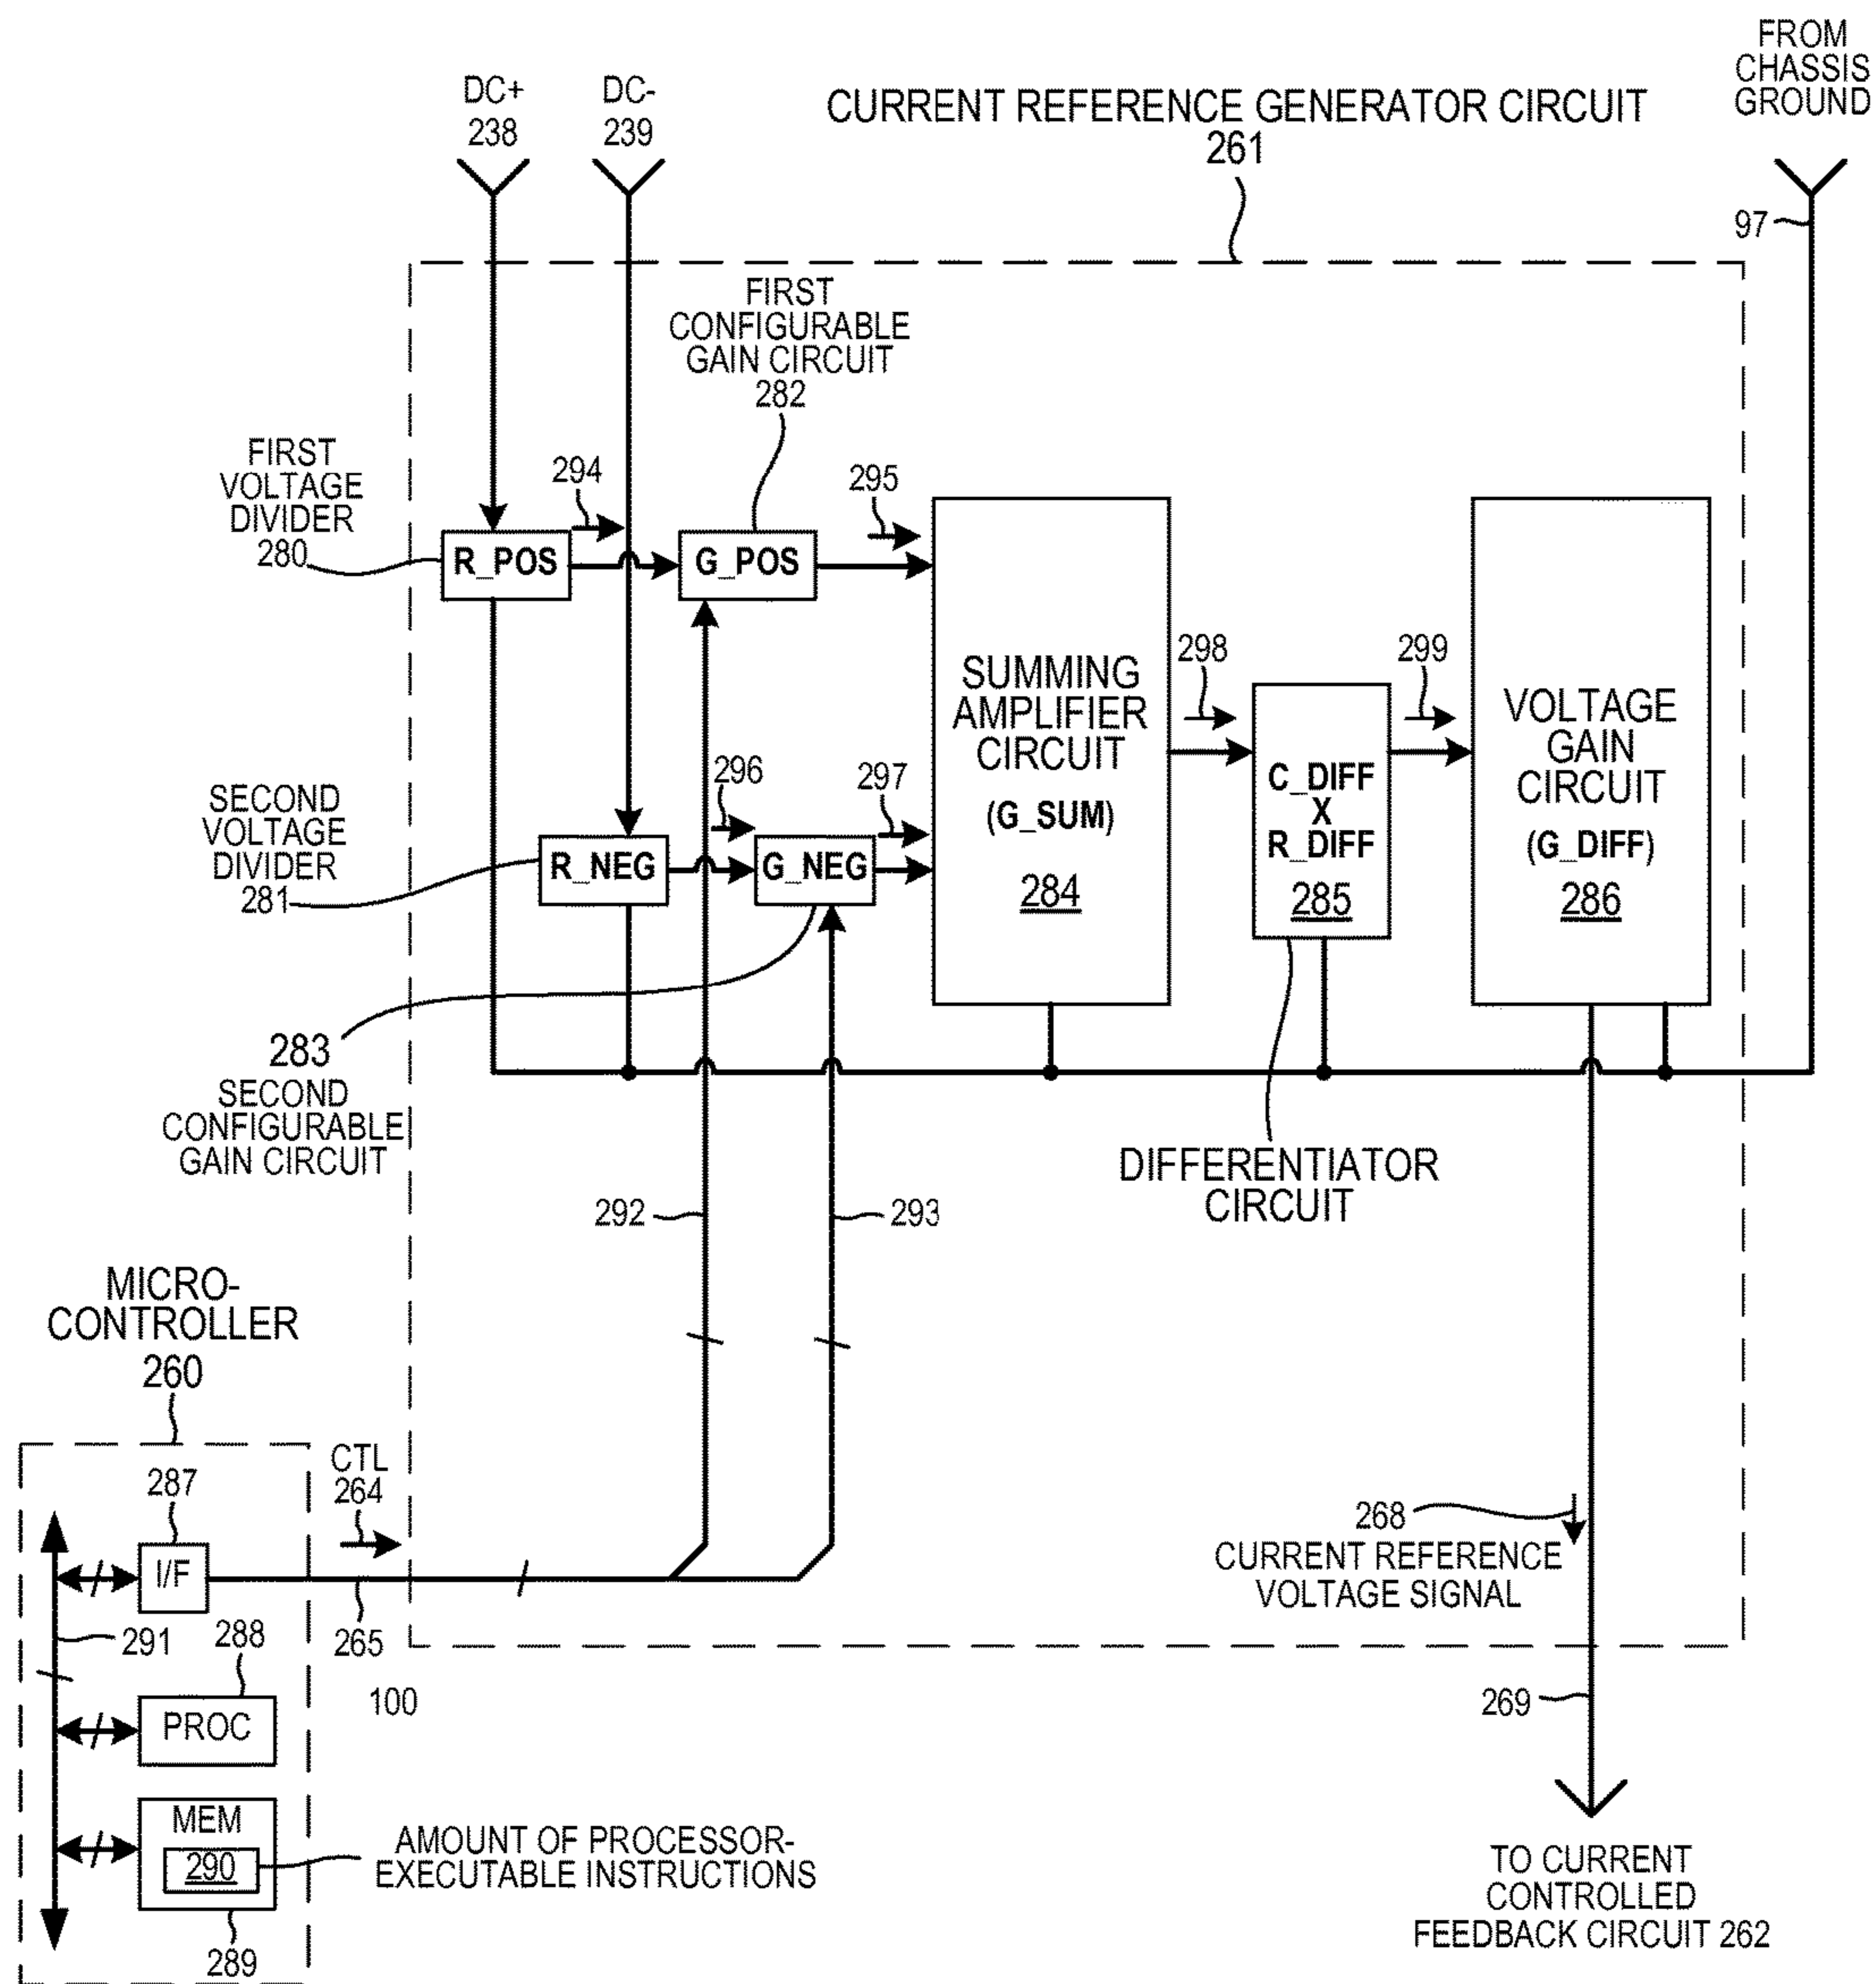 FROM
CHASSIS
GROUND
DC+
238
DC-
239
CURRENT REFERENCE GENERATOR CIRCUIT
261
97
FIRST
CONFIGURABLE
GAIN CIRCUIT
282
FIRST
VOLTAGE
DIVIDER
280
294
295
R_POS
G_POS
SUMMING
AMPLIFIER
CIRCUIT
(G_SUM)
284
298
299
C_DIFF
X
R_DIFF
285
VOLTAGE
GAIN
CIRCUIT
(G_DIFF)
286
SECOND
VOLTAGE
DIVIDER
281
296
297
R_NEG
G_NEG
283
SECOND
CONFIGURABLE
GAIN CIRCUIT
DIFFERENTIATOR
CIRCUIT
292
293
MICRO-
CONTROLLER
260
287
CTL
264
I/F
265
268
CURRENT REFERENCE
VOLTAGE SIGNAL
291
288
100
PROC
269
MEM
290
AMOUNT OF PROCESSOR-
EXECUTABLE INSTRUCTIONS
289
TO CURRENT
CONTROLLED
FEEDBACK CIRCUIT 262